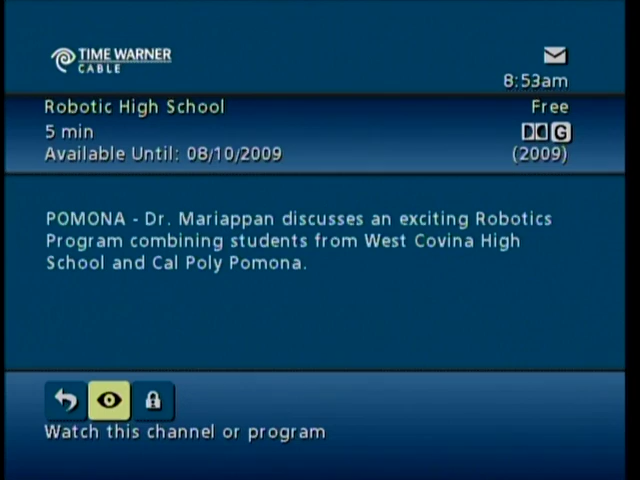 TIME WARNER
CABLE
8:53am
Robotic High School
Free
5 min
G
Available Until: 08/10/2009
(2009)
POMONA - Dr. Mariappan discusses an exciting Robotics
Program combining students from West Covina High
School and Cal Poly Pomona.
Watch this channel or program